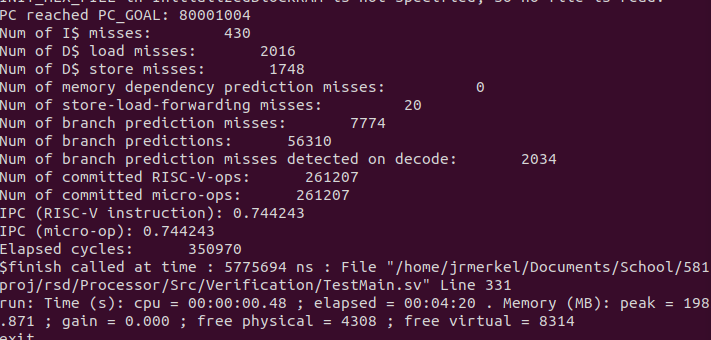 PC reached PC_GOAL: 80001004
Num of I$ misses:          430
Num of D$ load misses:        2016
Num of D$ store misses:       1748
Num of memory dependency prediction misses:           0
Num of store-load-forwarding misses:          20
Num of branch prediction misses:        7774
Num of branch predictions:       56310
Num of branch prediction misses detected on decode:        2034
Num of committed RISC-V-ops:       261207
Num of committed micro-ops:       261207
IPC (RISC-V instruction): 0.744243
IPC (micro-op): 0.744243
Elapsed cycles:       350970
$finish called at time : 5775694 ns : File "/home/jrmerkel/Documents/School/581
proj/rsd/Processor/Src/Verification/TestMain.sv" Line 331
run: Time (s): cpu = 00:00:00.48 ; elapsed = 00:04:20 . Memory (MB): peak = 198
.871 ; gain = 0.000 ; free physical = 4308 ; free virtual = 8314
exit